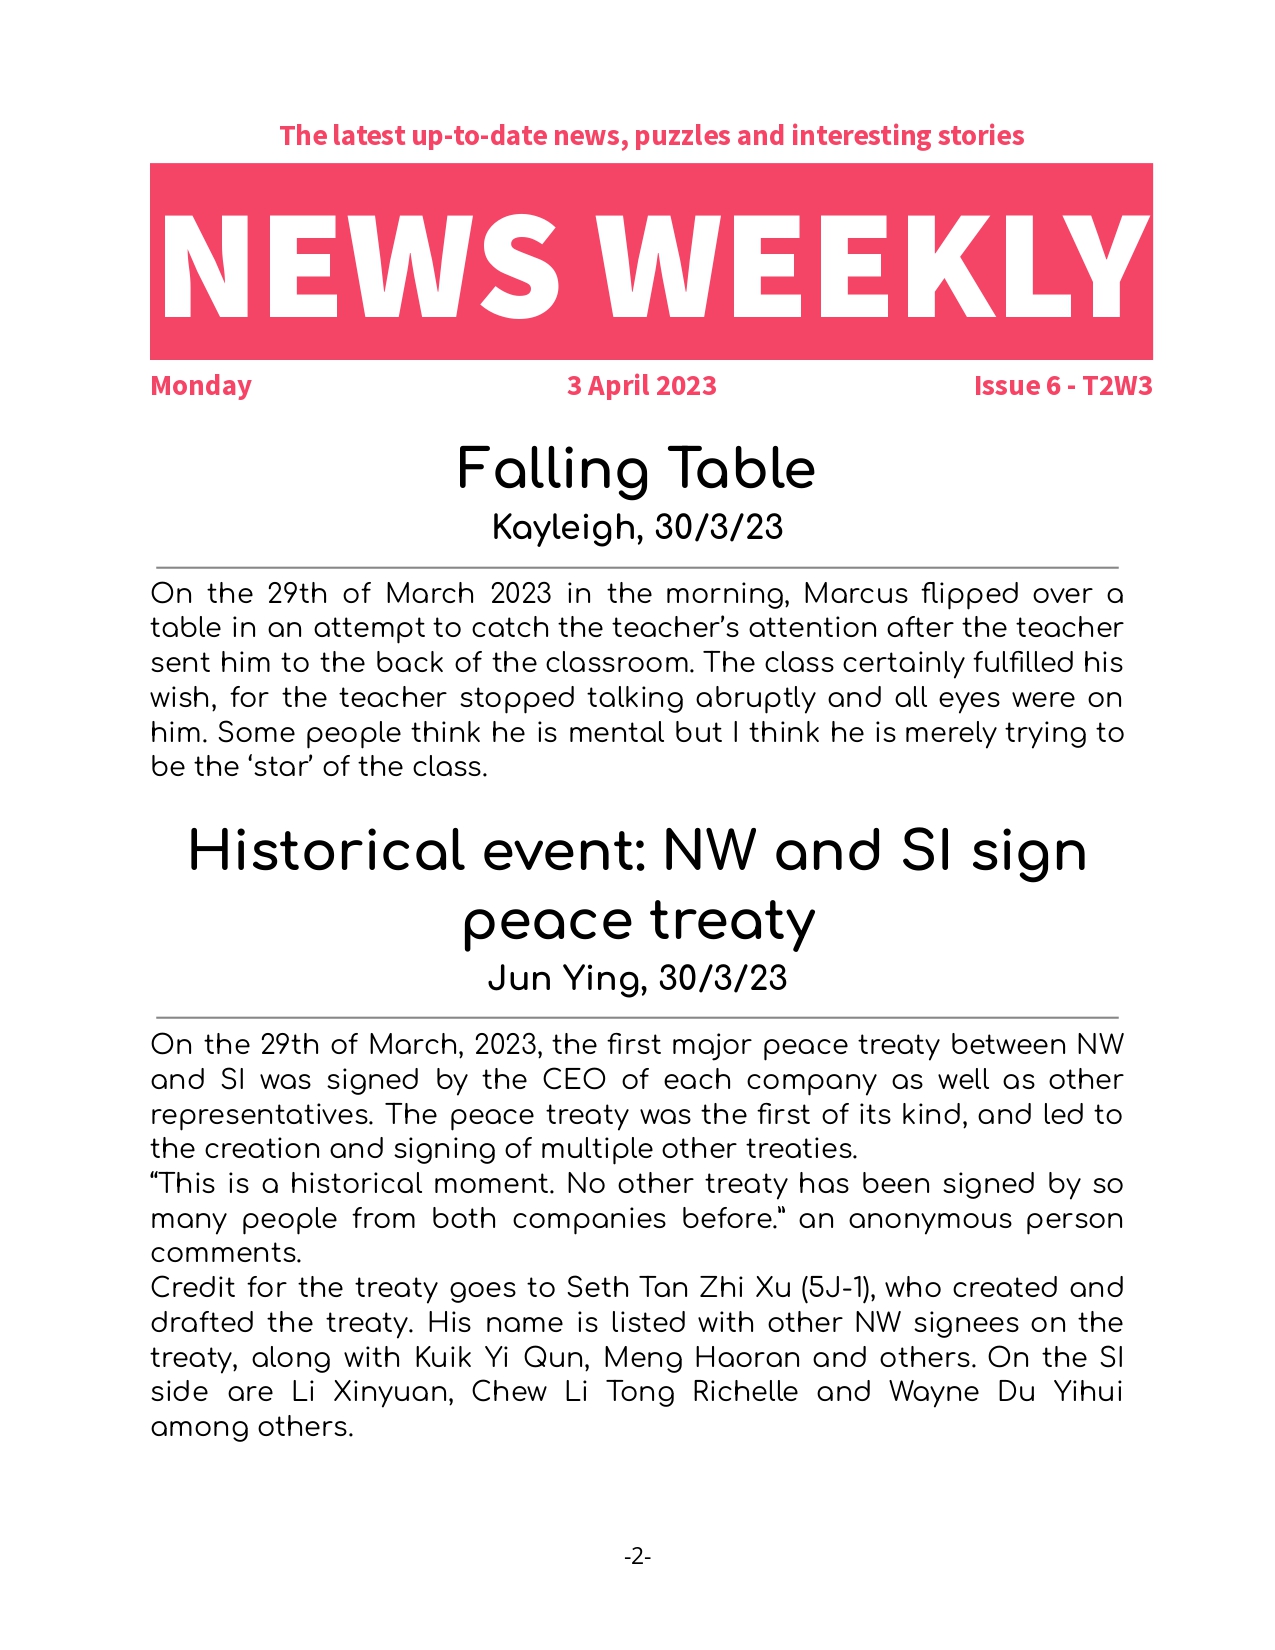 The latest up-to-date news, puzzles and interesting stories
NEWS WEEKLY
Monday 3 April 2023 Issue 6 - T2W3
Falling Table
Kayleigh, 30/3/23
On the 29th of March 2023 in the morning, Marcus flipped over a
table in an attempt to catch the teacher’s attention after the teacher
sent him to the back of the classroom. The class certainly fulfilled his
wish, for the teacher stopped talking abruptly and all eyes were on
him. Some people think he is mental but I think he is merely trying to
be the ‘star’ of the class.
Historical event: NW and SI sign
peace treaty
Jun Ying, 30/3/23
On the 29th of March, 2023, the first major peace treaty between NW
and SI was signed by the CEO of each company as well as other
representatives. The peace treaty was the first of its kind, and led to
the creation and signing of multiple other treaties.
“This is a historical moment. No other treaty has been signed by so
many people from both companies before.” an anonymous person
comments.
Credit for the treaty goes to Seth Tan Zhi Xu (5J-1), who created and
drafted the treaty. His name is listed with other NW signees on the
treaty, along with Kuik Yi Qun, Meng Haoran and others. On the SI
side are Li Xinyuan, Chew Li Tong Richelle and Wayne Du Yihui
among others.
-2-